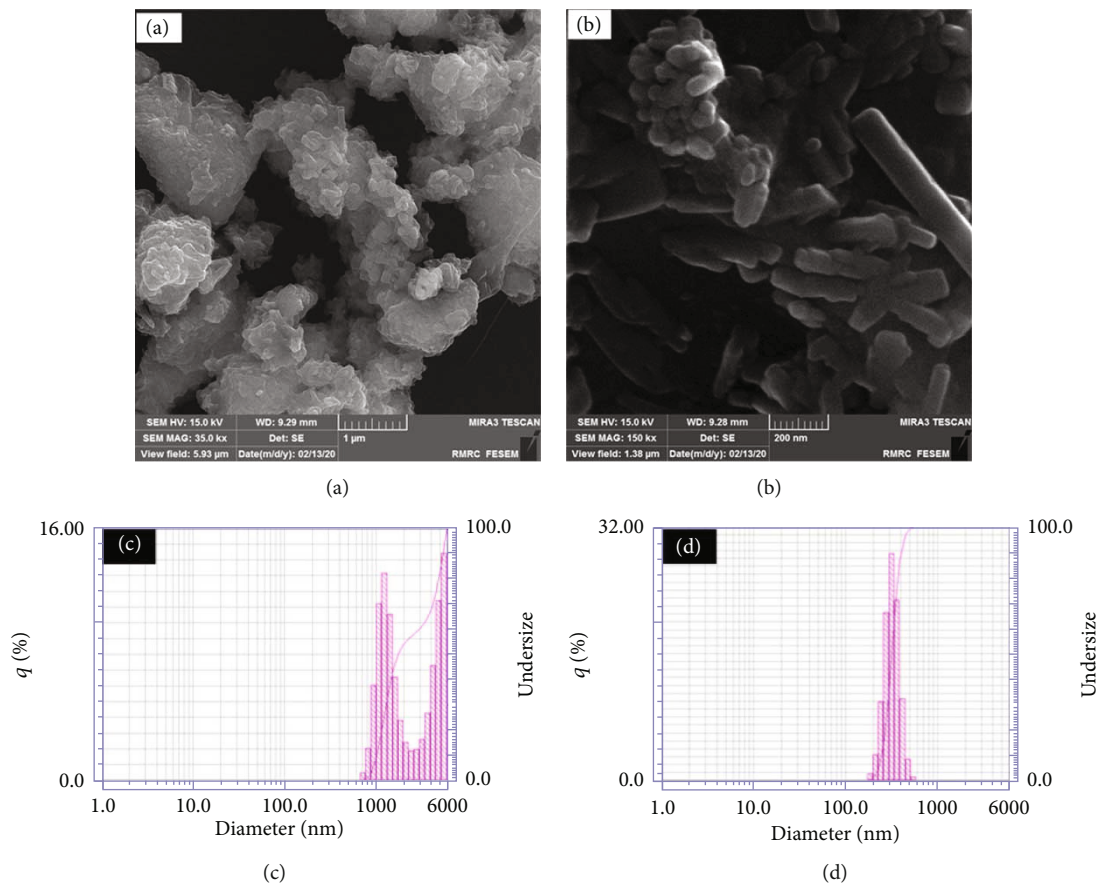 (a)
SEM HV: 15.0 kV WD: 9.29 mm MIRA3 TESCAN
SEM MAG: 35.0 kx Det: SE 1 µm
View field: 5.93 µm Date(m/d/y): 02/13/20 RMRC FESEM
(b)
SEM HV: 15.0 kV WD: 9.28 mm MIRA3 TESCAN
SEM MAG: 150 kx Det: SE 200 nm
View field: 1.38 µm Date(m/d/y): 02/13/20 RMRC FESEM
(a)
(b)
16.00
(c)
100.0
q (%)
Undersize
0.0
0.0
1.0 10.0 100.0 1000 6000
Diameter (nm)
(c)
32.00
(d)
100.0
q (%)
Undersize
0.0
0.0
1.0 10.0 100.0 1000 6000
Diameter (nm)
(d)